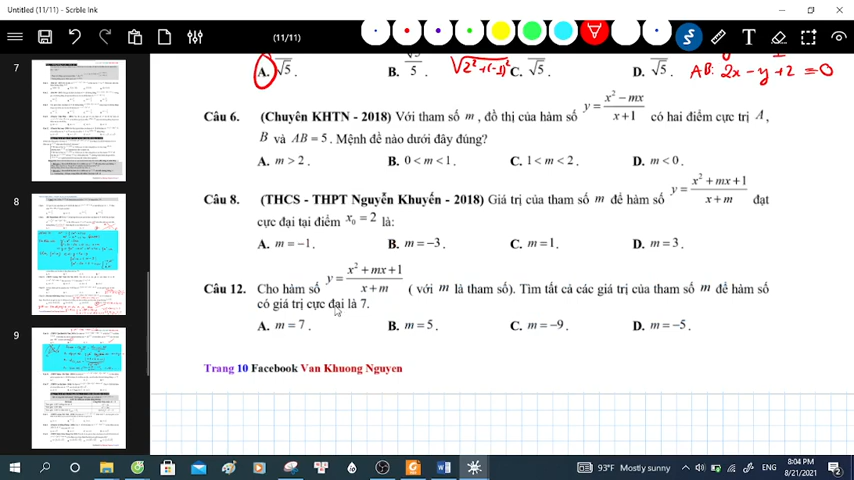 Untitled (11/11) - Scrble Ink
(11/11)
7
A. √5.
B. √5/5.
√2²+(-1)²
C. √5.
D. √5.
AB: 2x - y + 2 = 0
Câu 6. (Chuyên KHTN - 2018) Với tham số m, đồ thị của hàm số y = (x² − mx)/(x+1) có hai điểm cực trị A,
B và AB = 5. Mệnh đề nào dưới đây đúng?
A. m > 2.
B. 0 < m < 1.
C. 1 < m < 2.
D. m < 0.
8
Câu 8. (THCS - THPT Nguyễn Khuyến - 2018) Giá trị của tham số m để hàm số y = (x² + mx + 1)/(x + m) đạt
cực đại tại điểm x₀ = 2 là:
A. m = −1.
B. m = −3.
C. m = 1.
D. m = 3.
Câu 12. Cho hàm số y = (x² + mx + 1)/(x + m) ( với m là tham số). Tìm tất cả các giá trị của tham số m để hàm số
có giá trị cực đại là 7.
A. m = 7.
B. m = 5.
C. m = −9.
D. m = −5.
9
Trang 10 Facebook Van Khuong Nguyen
93°F Mostly sunny
ENG
8:04 PM
8/21/2021
2